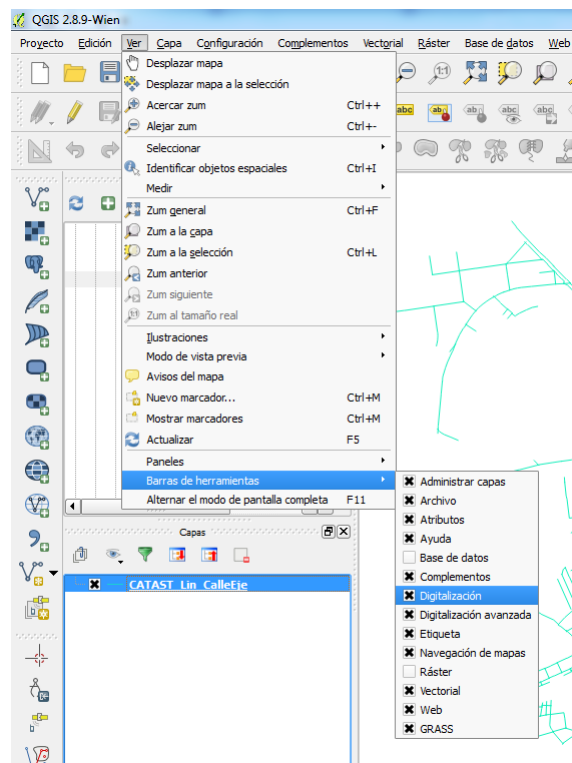 QGIS 2.8.9-Wien
Proyecto Edición Ver Capa Configuración Complementos Vectorial Ráster Base de datos Web
Desplazar mapa
Desplazar mapa a la selección
Acercar zum Ctrl++
Alejar zum Ctrl+-
Seleccionar
Identificar objetos espaciales Ctrl+I
Medir
Zum general Ctrl+F
Zum a la capa
Zum a la selección Ctrl+L
Zum anterior
Zum siguiente
Zum al tamaño real
Ilustraciones
Modo de vista previa
Avisos del mapa
Nuevo marcador... Ctrl+M
Mostrar marcadores Ctrl+M
Actualizar F5
Paneles
Barras de herramientas
Alternar el modo de pantalla completa F11
Administrar capas
Archivo
Atributos
Ayuda
Base de datos
Complementos
Digitalización
Digitalización avanzada
Etiqueta
Navegación de mapas
Ráster
Vectorial
Web
GRASS
Capas
CATAST_Lin_CalleEje